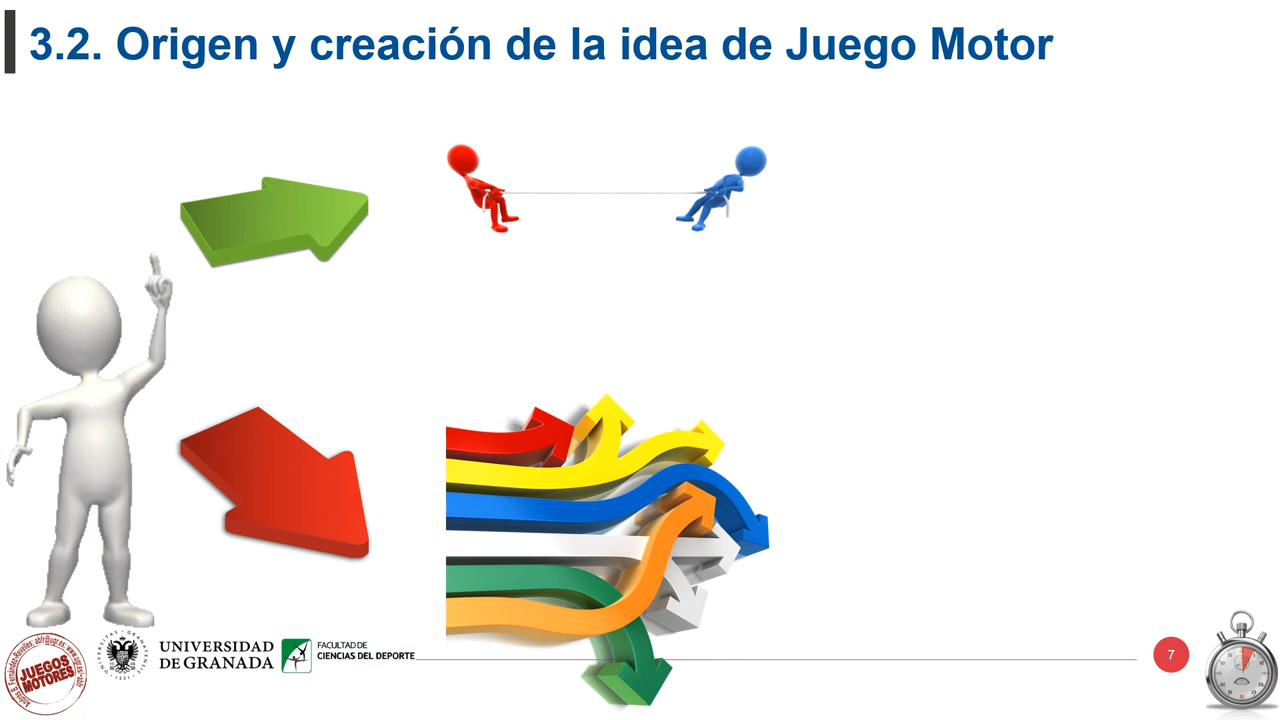 3.2. Origen y creación de la idea de Juego Motor
UNIVERSIDAD
DE GRANADA
FACULTAD DE
CIENCIAS DEL DEPORTE
JUEGOS
MOTORES
7